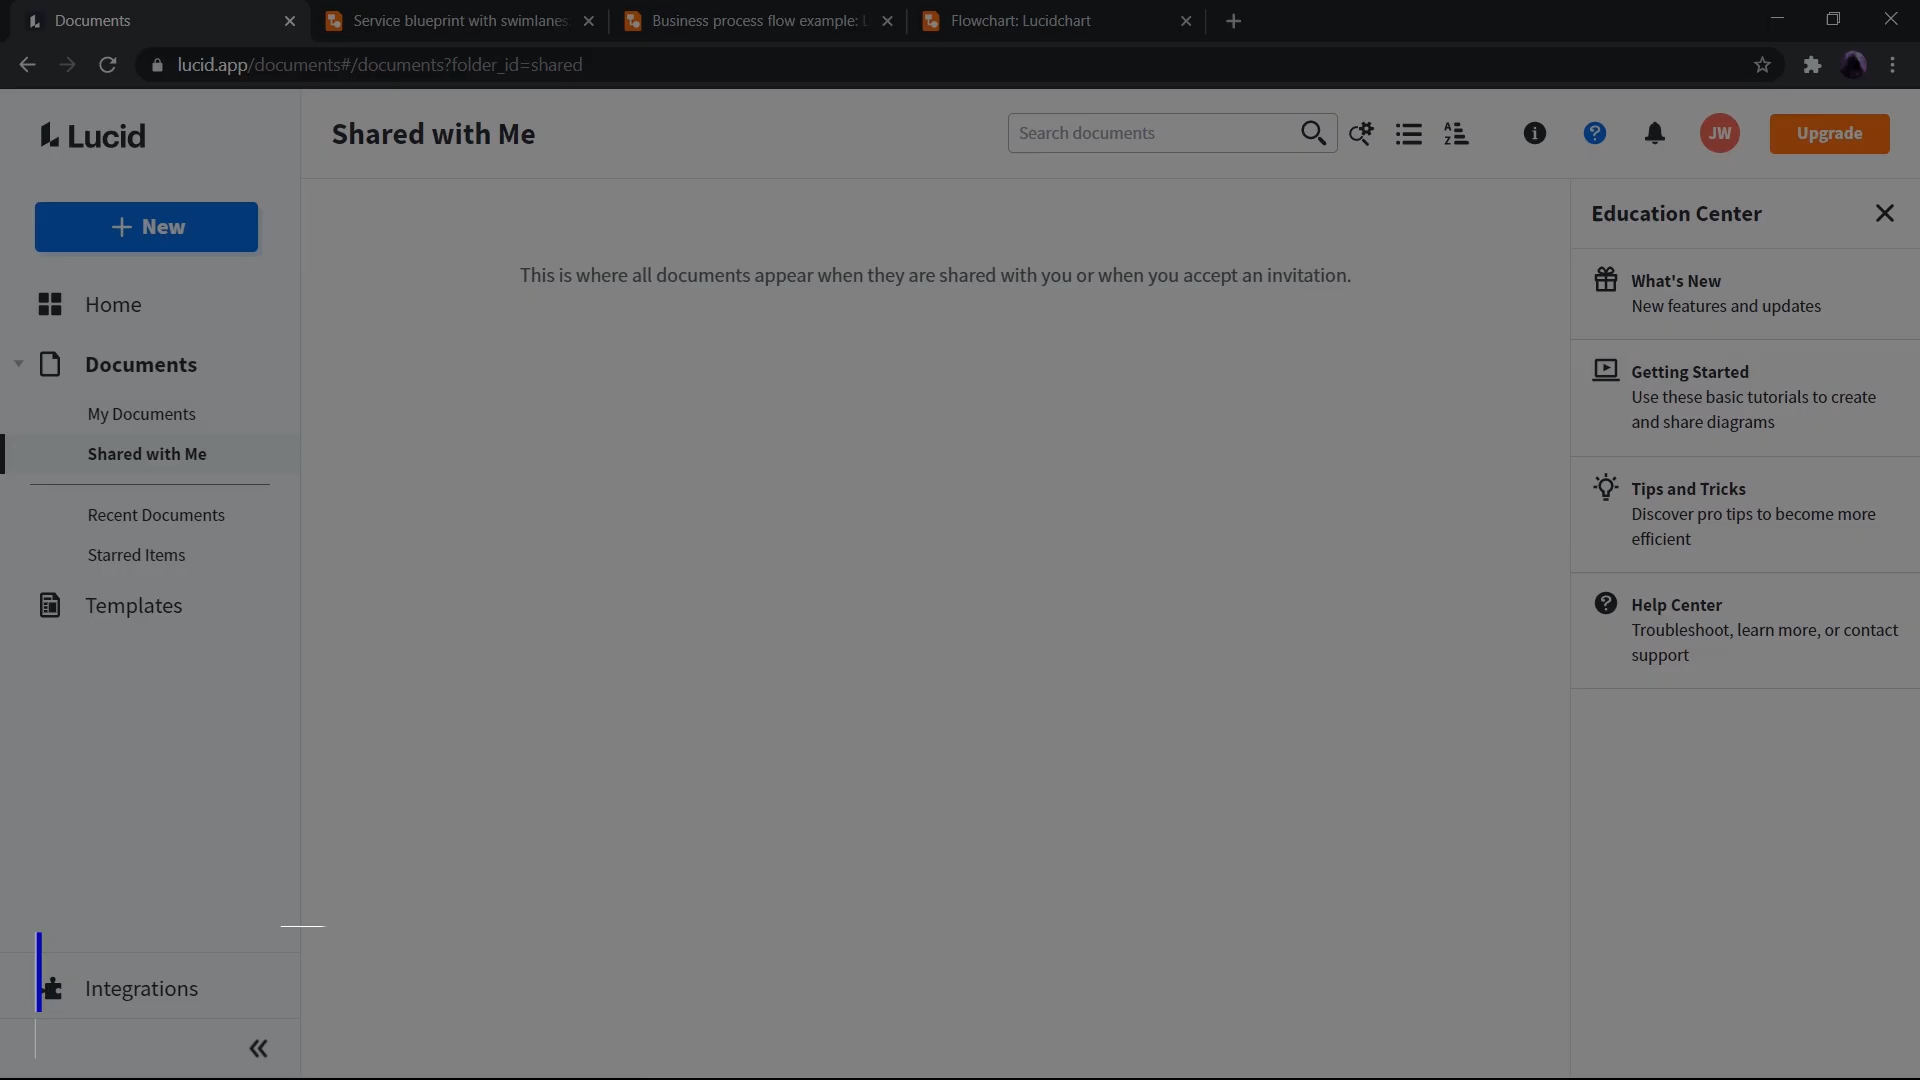 Documents
Service blueprint with swimlanes
Business process flow example:
Flowchart: Lucidchart
lucid.app/documents#/documents?folder_id=shared
Lucid
Shared with Me
Search documents
A
Z
JW
Upgrade
New
Home
Documents
My Documents
Shared with Me
Recent Documents
Starred Items
Templates
Integrations
This is where all documents appear when they are shared with you or when you accept an invitation.
Education Center
What's New
New features and updates
Getting Started
Use these basic tutorials to create
and share diagrams
Tips and Tricks
Discover pro tips to become more
efficient
Help Center
Troubleshoot, learn more, or contact
support